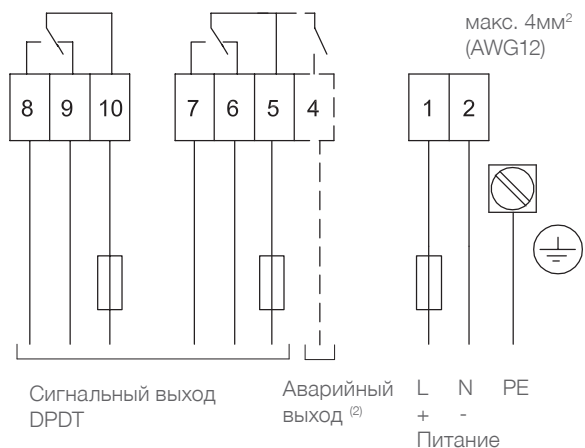 макс. 4мм²
(AWG12)
8 9 10 7 6 5 4 1 2
Сигнальный выход
DPDT
Аварийный
выход (2)
L N PE
+ -
Питание